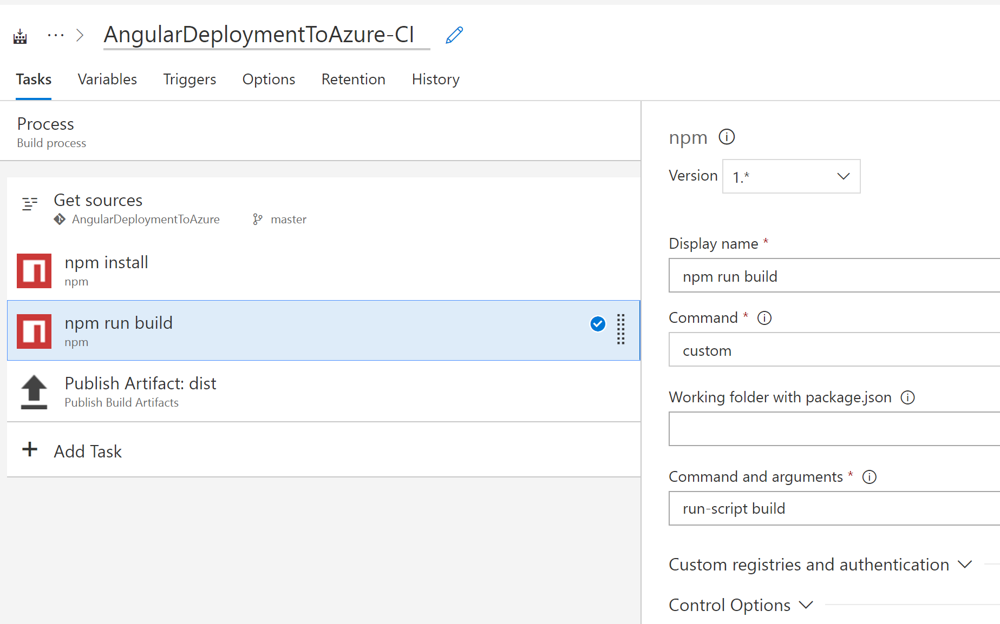 AngularDeploymentToAzure-CI
Tasks Variables Triggers Options Retention History
Process
Build process
Get sources
AngularDeploymentToAzure master
npm install
npm
npm run build
npm
Publish Artifact: dist
Publish Build Artifacts
Add Task
npm
Version 1.*
Display name *
npm run build
Command *
custom
Working folder with package.json
Command and arguments *
run-script build
Custom registries and authentication
Control Options